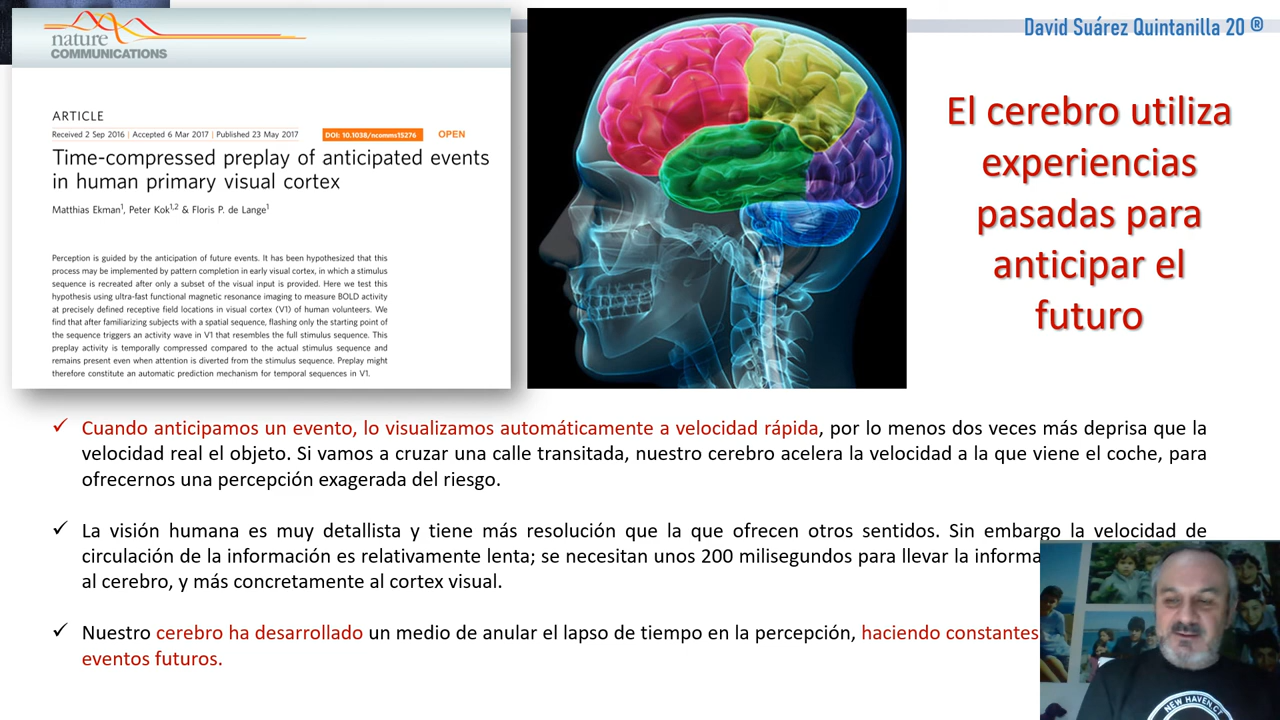 nature
COMMUNICATIONS
David Suárez Quintanilla 20 ®
ARTICLE
Received 2 Sep 2016 | Accepted 6 Mar 2017 | Published 23 May 2017
DOI: 10.1038/ncomms15276
OPEN
Time-compressed preplay of anticipated events
in human primary visual cortex
Matthias Ekman1, Peter Kok1,2 & Floris P. de Lange1
Perception is guided by the anticipation of future events. It has been hypothesized that this
process may be implemented by pattern completion in early visual cortex, in which a stimulus
sequence is recreated after only a subset of the visual input is provided. Here we test this
hypothesis using ultra-fast functional magnetic resonance imaging to measure BOLD activity
at precisely defined receptive field locations in visual cortex (V1) of human volunteers. We
find that after familiarizing subjects with a spatial sequence, flashing only the starting point of
the sequence triggers an activity wave in V1 that resembles the full stimulus sequence. This
preplay activity is temporally compressed compared to the actual stimulus sequence and
remains present even when attention is diverted from the stimulus sequence. Preplay might
therefore constitute an automatic prediction mechanism for temporal sequences in V1.
El cerebro utiliza
experiencias
pasadas para
anticipar el
futuro
Cuando anticipamos un evento, lo visualizamos automáticamente a velocidad rápida, por lo menos dos veces más deprisa que la
velocidad real el objeto. Si vamos a cruzar una calle transitada, nuestro cerebro acelera la velocidad a la que viene el coche, para
ofrecernos una percepción exagerada del riesgo.
La visión humana es muy detallista y tiene más resolución que la que ofrecen otros sentidos. Sin embargo la velocidad de
circulación de la información es relativamente lenta; se necesitan unos 200 milisegundos para llevar la
al cerebro, y más concretamente al cortex visual.
Nuestro cerebro ha desarrollado un medio de anular el lapso de tiempo en la percepción, haciendo constantes
eventos futuros.
NEW HAVEN, CT